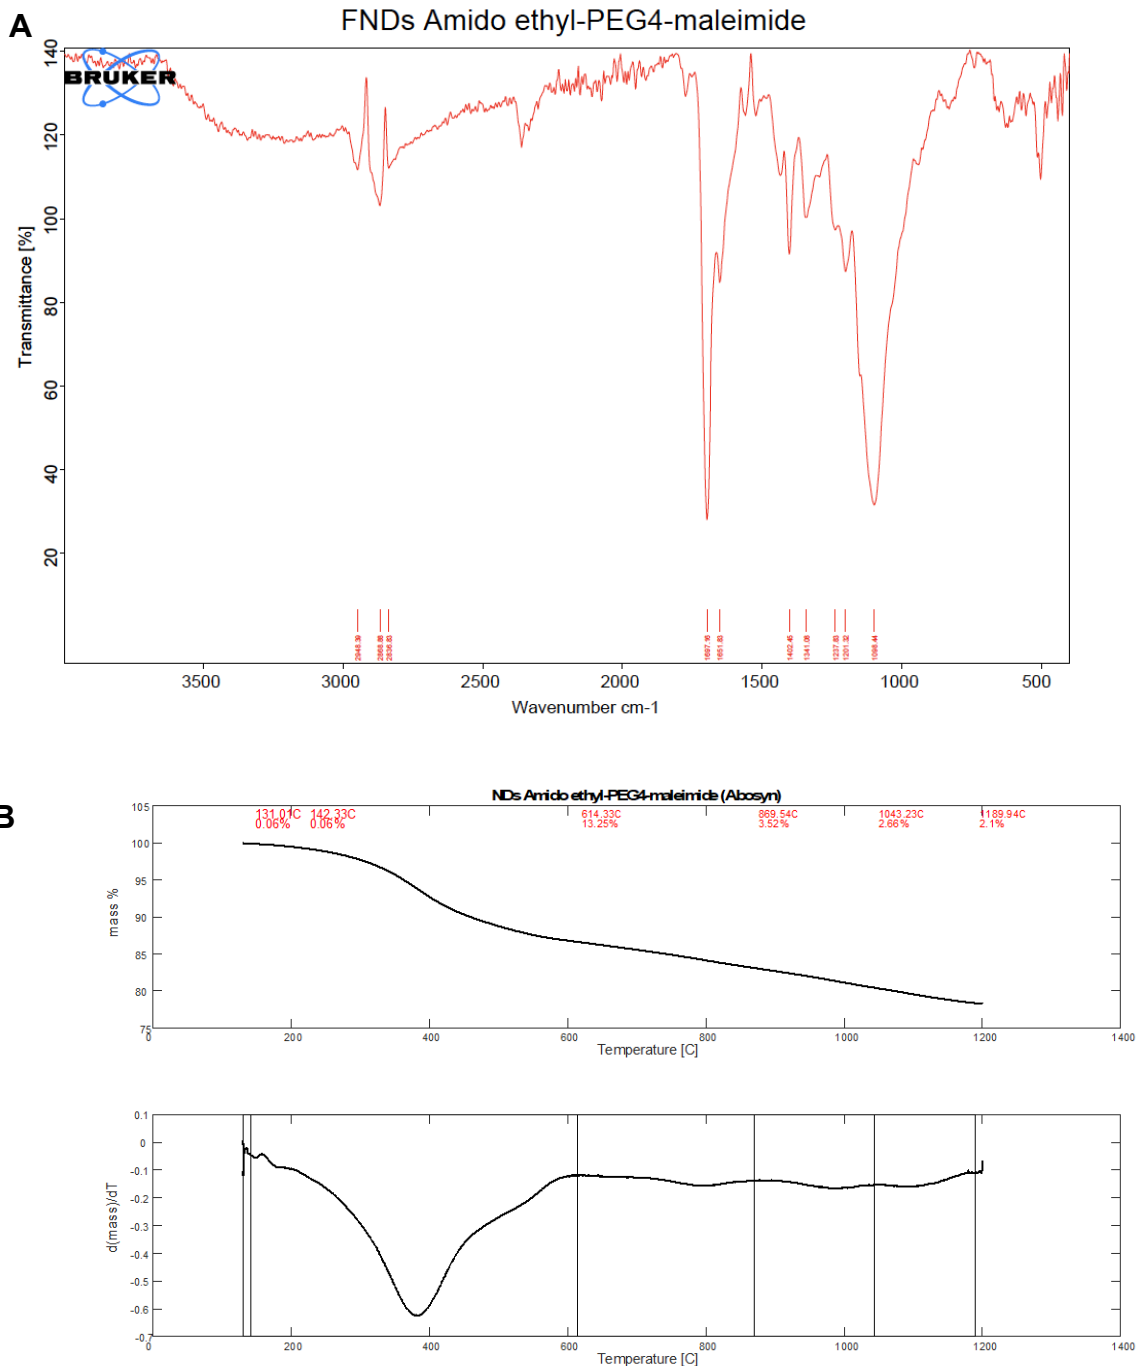 A
FNDs Amido ethyl-PEG4-maleimide
BRUKER
Transmittance [%]
140
120
100
80
60
40
20
2948.39
2868.88
2836.83
1697.16
1651.83
1402.45
1341.08
1237.83
1201.32
1098.44
3500 3000 2500 2000 1500 1000 500
Wavenumber cm-1
B
NDs Amido ethyl-PEG4-maleimide (Abosyn)
131.01C 142.33C 614.33C 869.54C 1043.23C 1189.94C
0.06% 0.06% 13.25% 3.52% 2.66% 2.1%
mass %
105
100
95
90
85
80
75
0 200 400 600 800 1000 1200 1400
Temperature [C]
d(mass)/dT
0.1
0
-0.1
-0.2
-0.3
-0.4
-0.5
-0.6
-0.7
0 200 400 600 800 1000 1200 1400
Temperature [C]